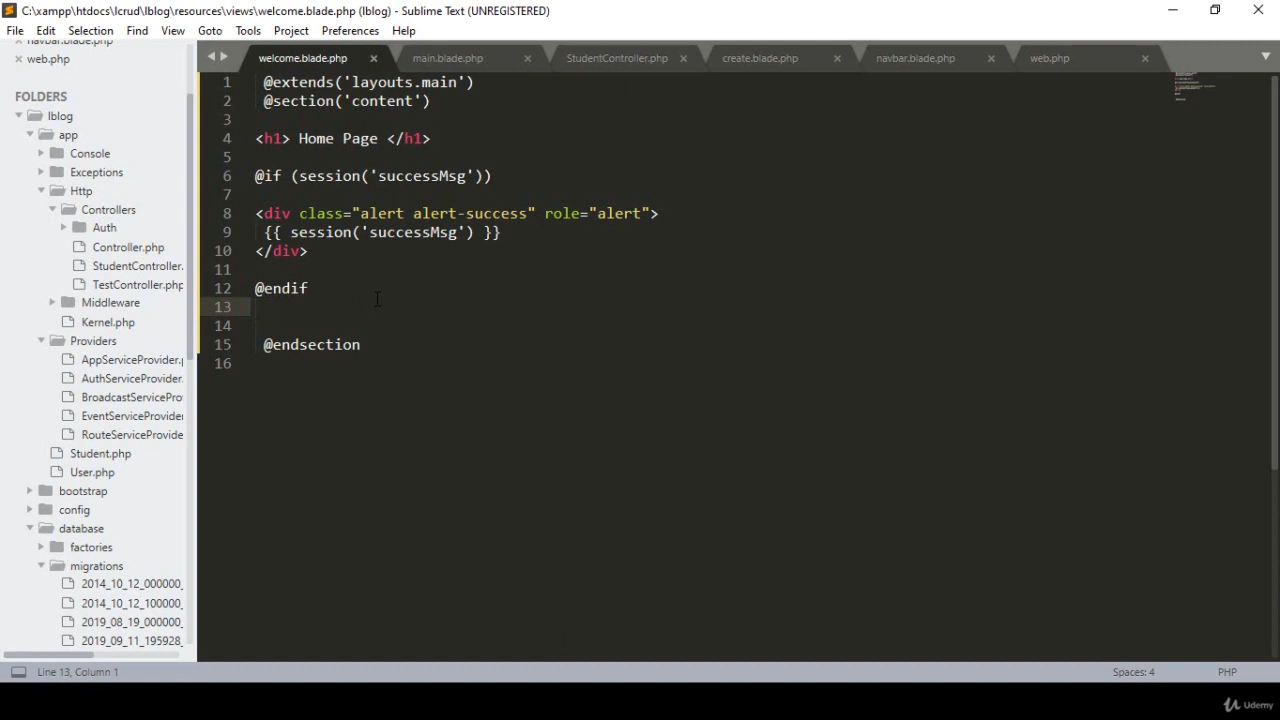 C:\xampp\htdocs\lcrud\lblog\resources\views\welcome.blade.php (lblog) - Sublime Text (UNREGISTERED)
File Edit Selection Find View Goto Tools Project Preferences Help
navbar.blade.php
web.php
welcome.blade.php main.blade.php StudentController.php create.blade.php navbar.blade.php web.php
FOLDERS
lblog
app
Console
Exceptions
Http
Controllers
Auth
Controller.php
StudentController.
TestController.php
Middleware
Kernel.php
Providers
AppServiceProvider.p
AuthServiceProvider.
BroadcastServicePro
EventServiceProvide
RouteServiceProvide
Student.php
User.php
bootstrap
config
database
factories
migrations
2014_10_12_000000_
2014_10_12_100000_
2019_08_19_000000_
2019_09_11_195928_
1 @extends('layouts.main')
2 @section('content')
3
4 <h1> Home Page </h1>
5
6 @if (session('successMsg'))
7
8 <div class="alert alert-success" role="alert">
9 {{ session('successMsg') }}
10 </div>
11
12 @endif
13
14
15 @endsection
16
Line 13, Column 1 Spaces: 4 PHP
Udemy